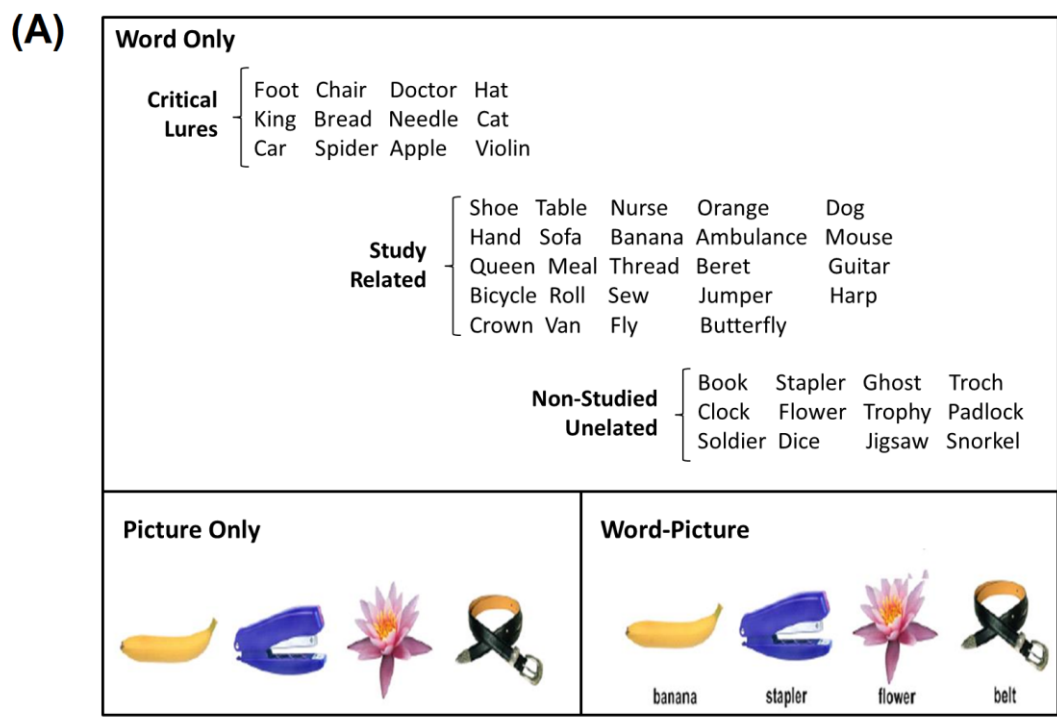 (A)
Word Only
Critical Lures
Foot Chair Doctor Hat
King Bread Needle Cat
Car Spider Apple Violin
Study Related
Shoe Table Nurse Orange Dog
Hand Sofa Banana Ambulance Mouse
Queen Meal Thread Beret Guitar
Bicycle Roll Sew Jumper Harp
Crown Van Fly Butterfly
Non-Studied
Unelated
Book Stapler Ghost Troch
Clock Flower Trophy Padlock
Soldier Dice Jigsaw Snorkel
Picture Only
Word-Picture
banana stapler flower belt